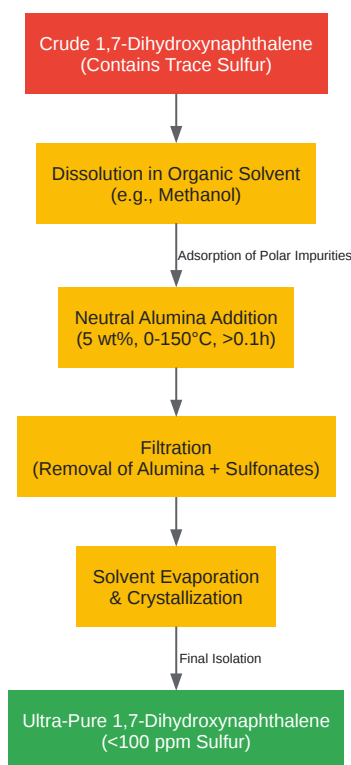 Crude 1,7-Dihydroxynaphthalene
(Contains Trace Sulfur)
Dissolution in Organic Solvent
(e.g., Methanol)
Adsorption of Polar Impurities
Neutral Alumina Addition
(5 wt%, 0-150°C, >0.1h)
Filtration
(Removal of Alumina + Sulfonates)
Solvent Evaporation
& Crystallization
Final Isolation
Ultra-Pure 1,7-Dihydroxynaphthalene
(<100 ppm Sulfur)